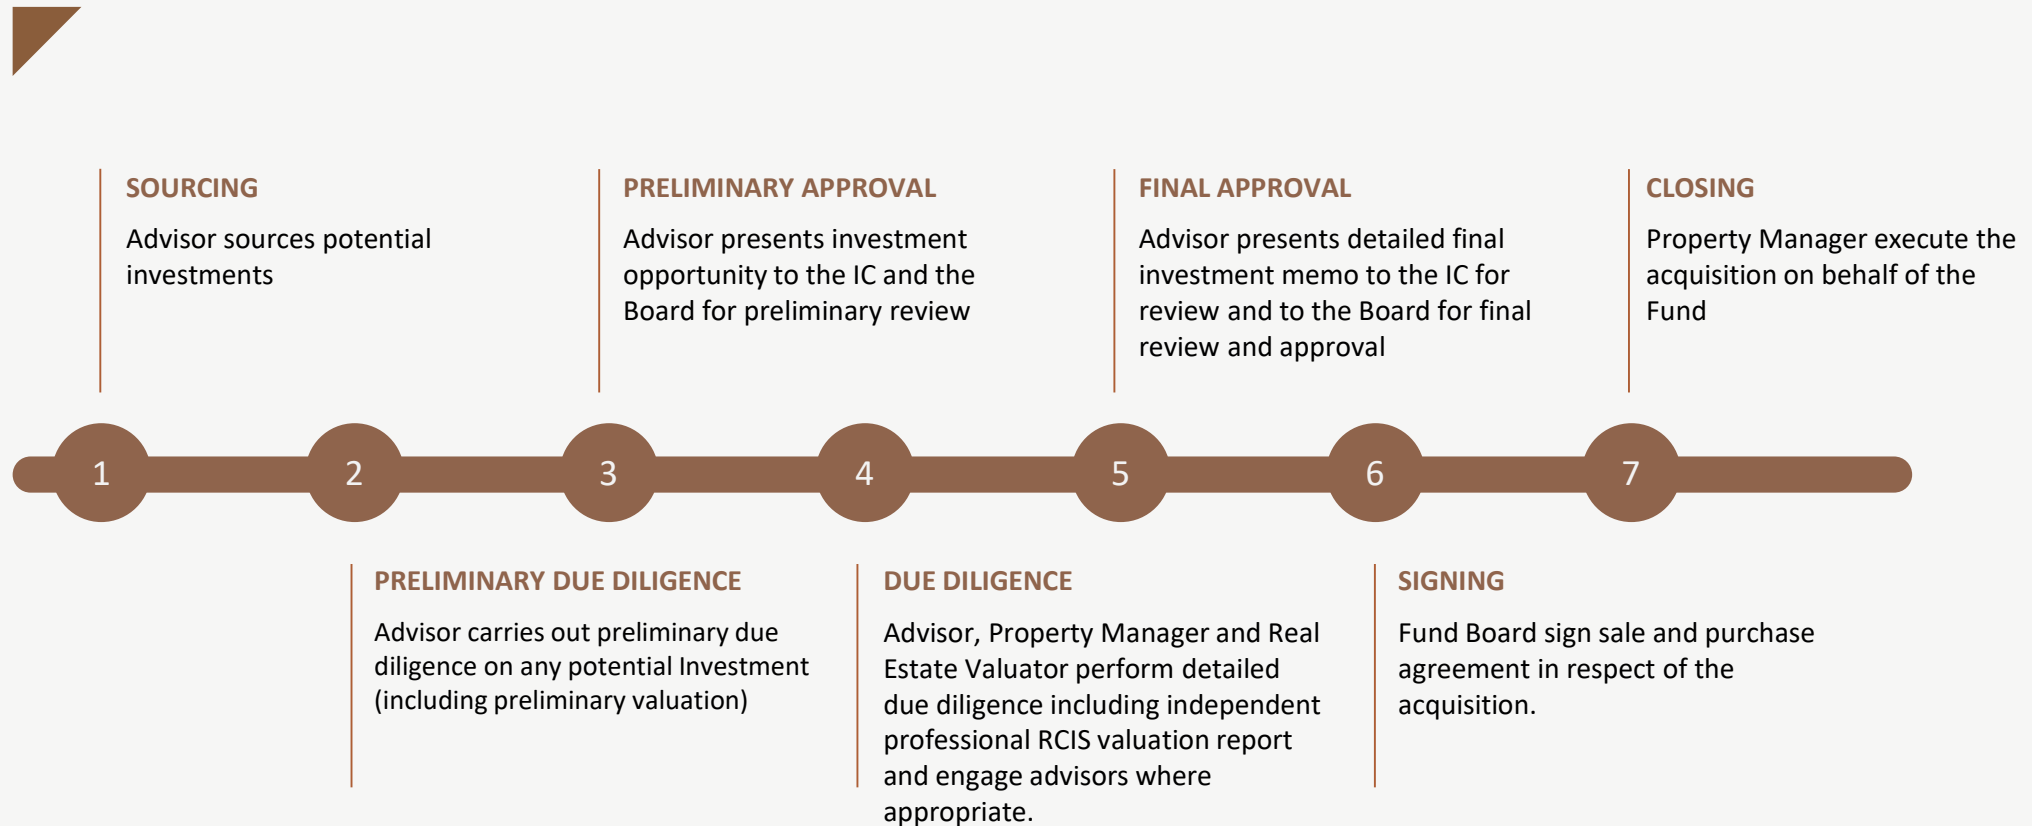 SOURCING
Advisor sources potential
investments
PRELIMINARY APPROVAL
Advisor presents investment
opportunity to the IC and the
Board for preliminary review
FINAL APPROVAL
Advisor presents detailed final
investment memo to the IC for
review and to the Board for final
review and approval
CLOSING
Property Manager execute the
acquisition on behalf of the
Fund
1
2
3
4
5
6
7
PRELIMINARY DUE DILIGENCE
Advisor carries out preliminary due
diligence on any potential Investment
(including preliminary valuation)
DUE DILIGENCE
Advisor, Property Manager and Real
Estate Valuator perform detailed
due diligence including independent
professional RCIS valuation report
and engage advisors where
appropriate.
SIGNING
Fund Board sign sale and purchase
agreement in respect of the
acquisition.